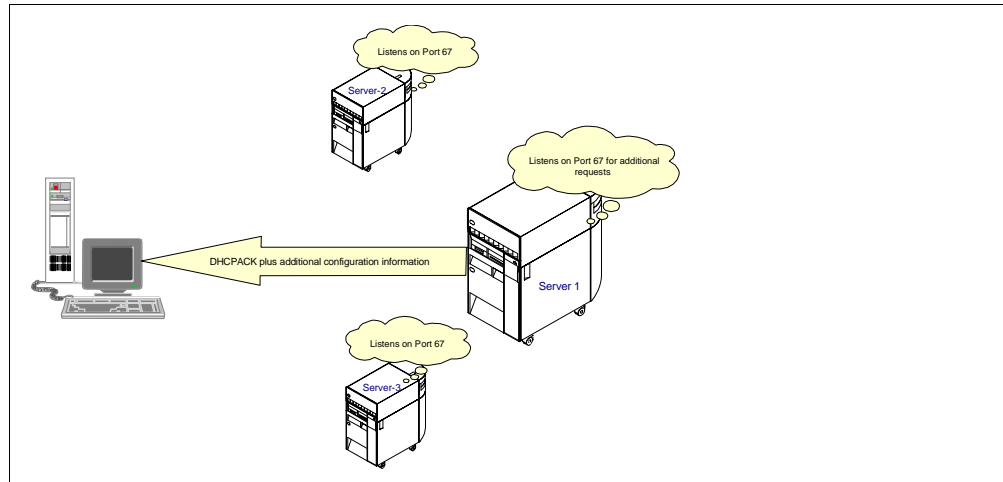 Listens on Port 67
Server-2
Listens on Port 67 for additional
requests
DHCPACK plus additional configuration information
Server 1
Listens on Port 67
Server-3